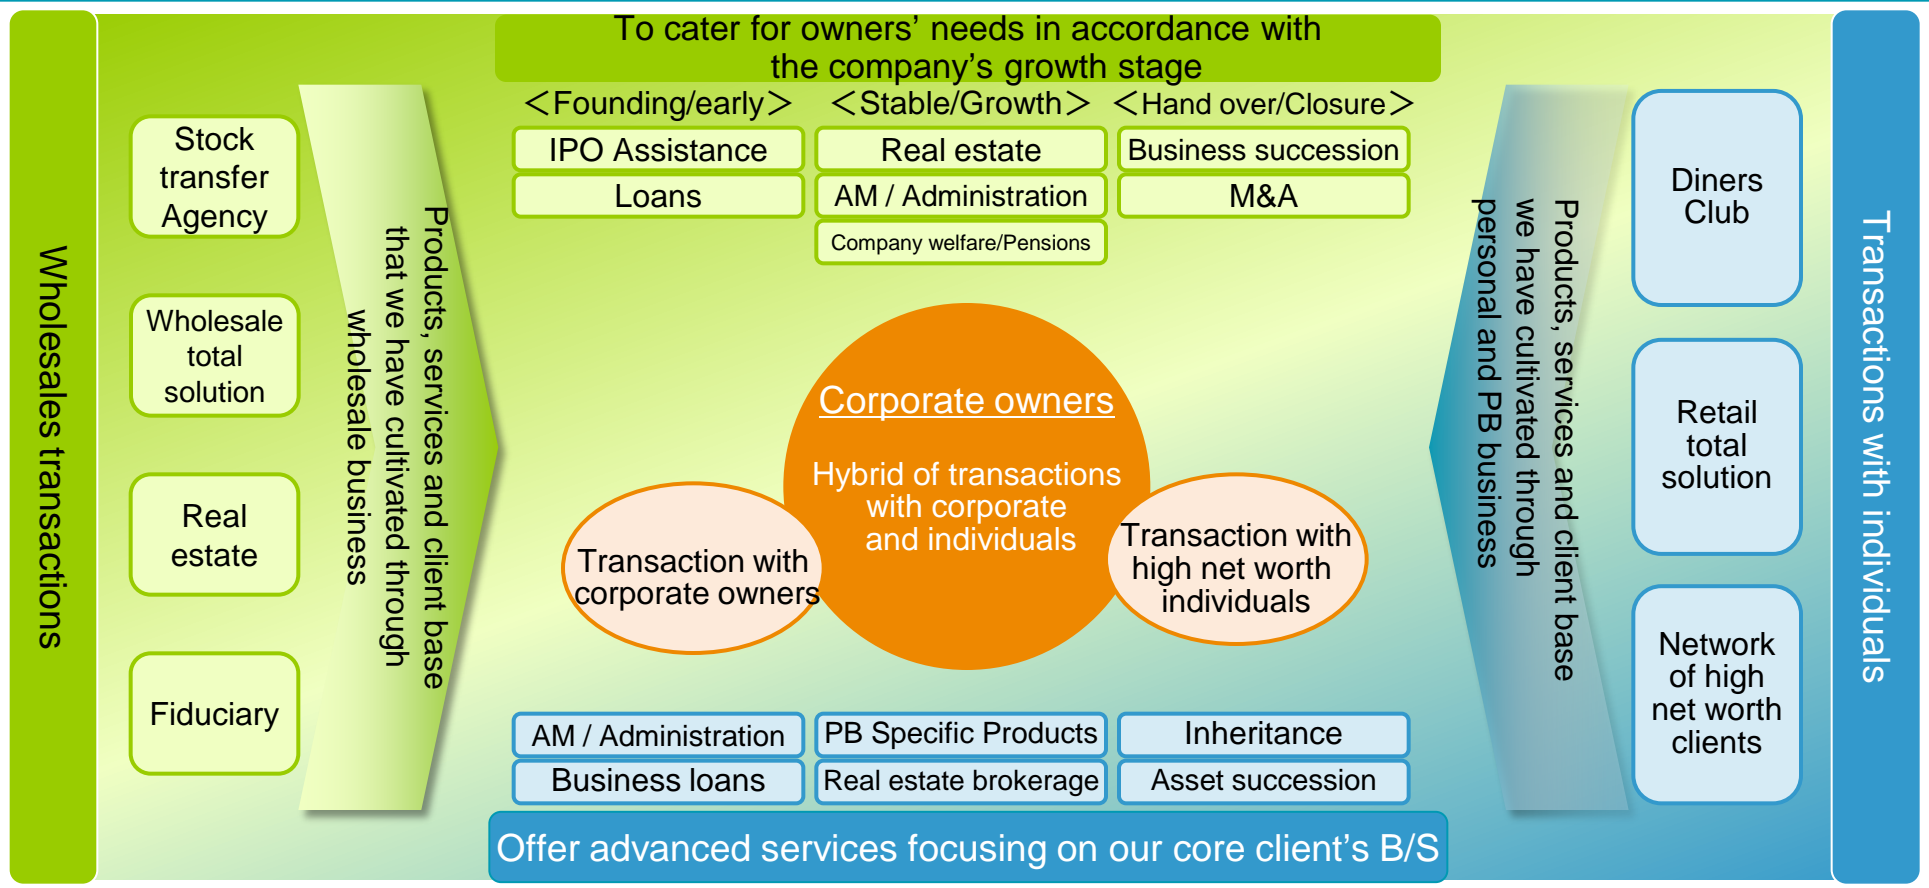 To cater for owners’ needs in accordance with
the company’s growth stage
＜Founding/early＞
＜Stable/Growth＞
＜Hand over/Closure＞
IPO Assistance
Real estate
Business succession
Loans
AM / Administration
M&A
Company welfare/Pensions
Wholesales transactions
Stock
transfer
Agency
Wholesale
total
solution
Real
estate
Fiduciary
Products, services and client base
that we have cultivated through
wholesale business
Corporate owners
Hybrid of transactions
with corporate
and individuals
Transaction with
corporate owners
Transaction with
high net worth
individuals
Products, services and client base
we have cultivated through
personal and PB business
Diners
Club
Retail
total
solution
Network
of high
net worth
clients
Transactions with individuals
AM / Administration
PB Specific Products
Inheritance
Business loans
Real estate brokerage
Asset succession
Offer advanced services focusing on our core client’s B/S